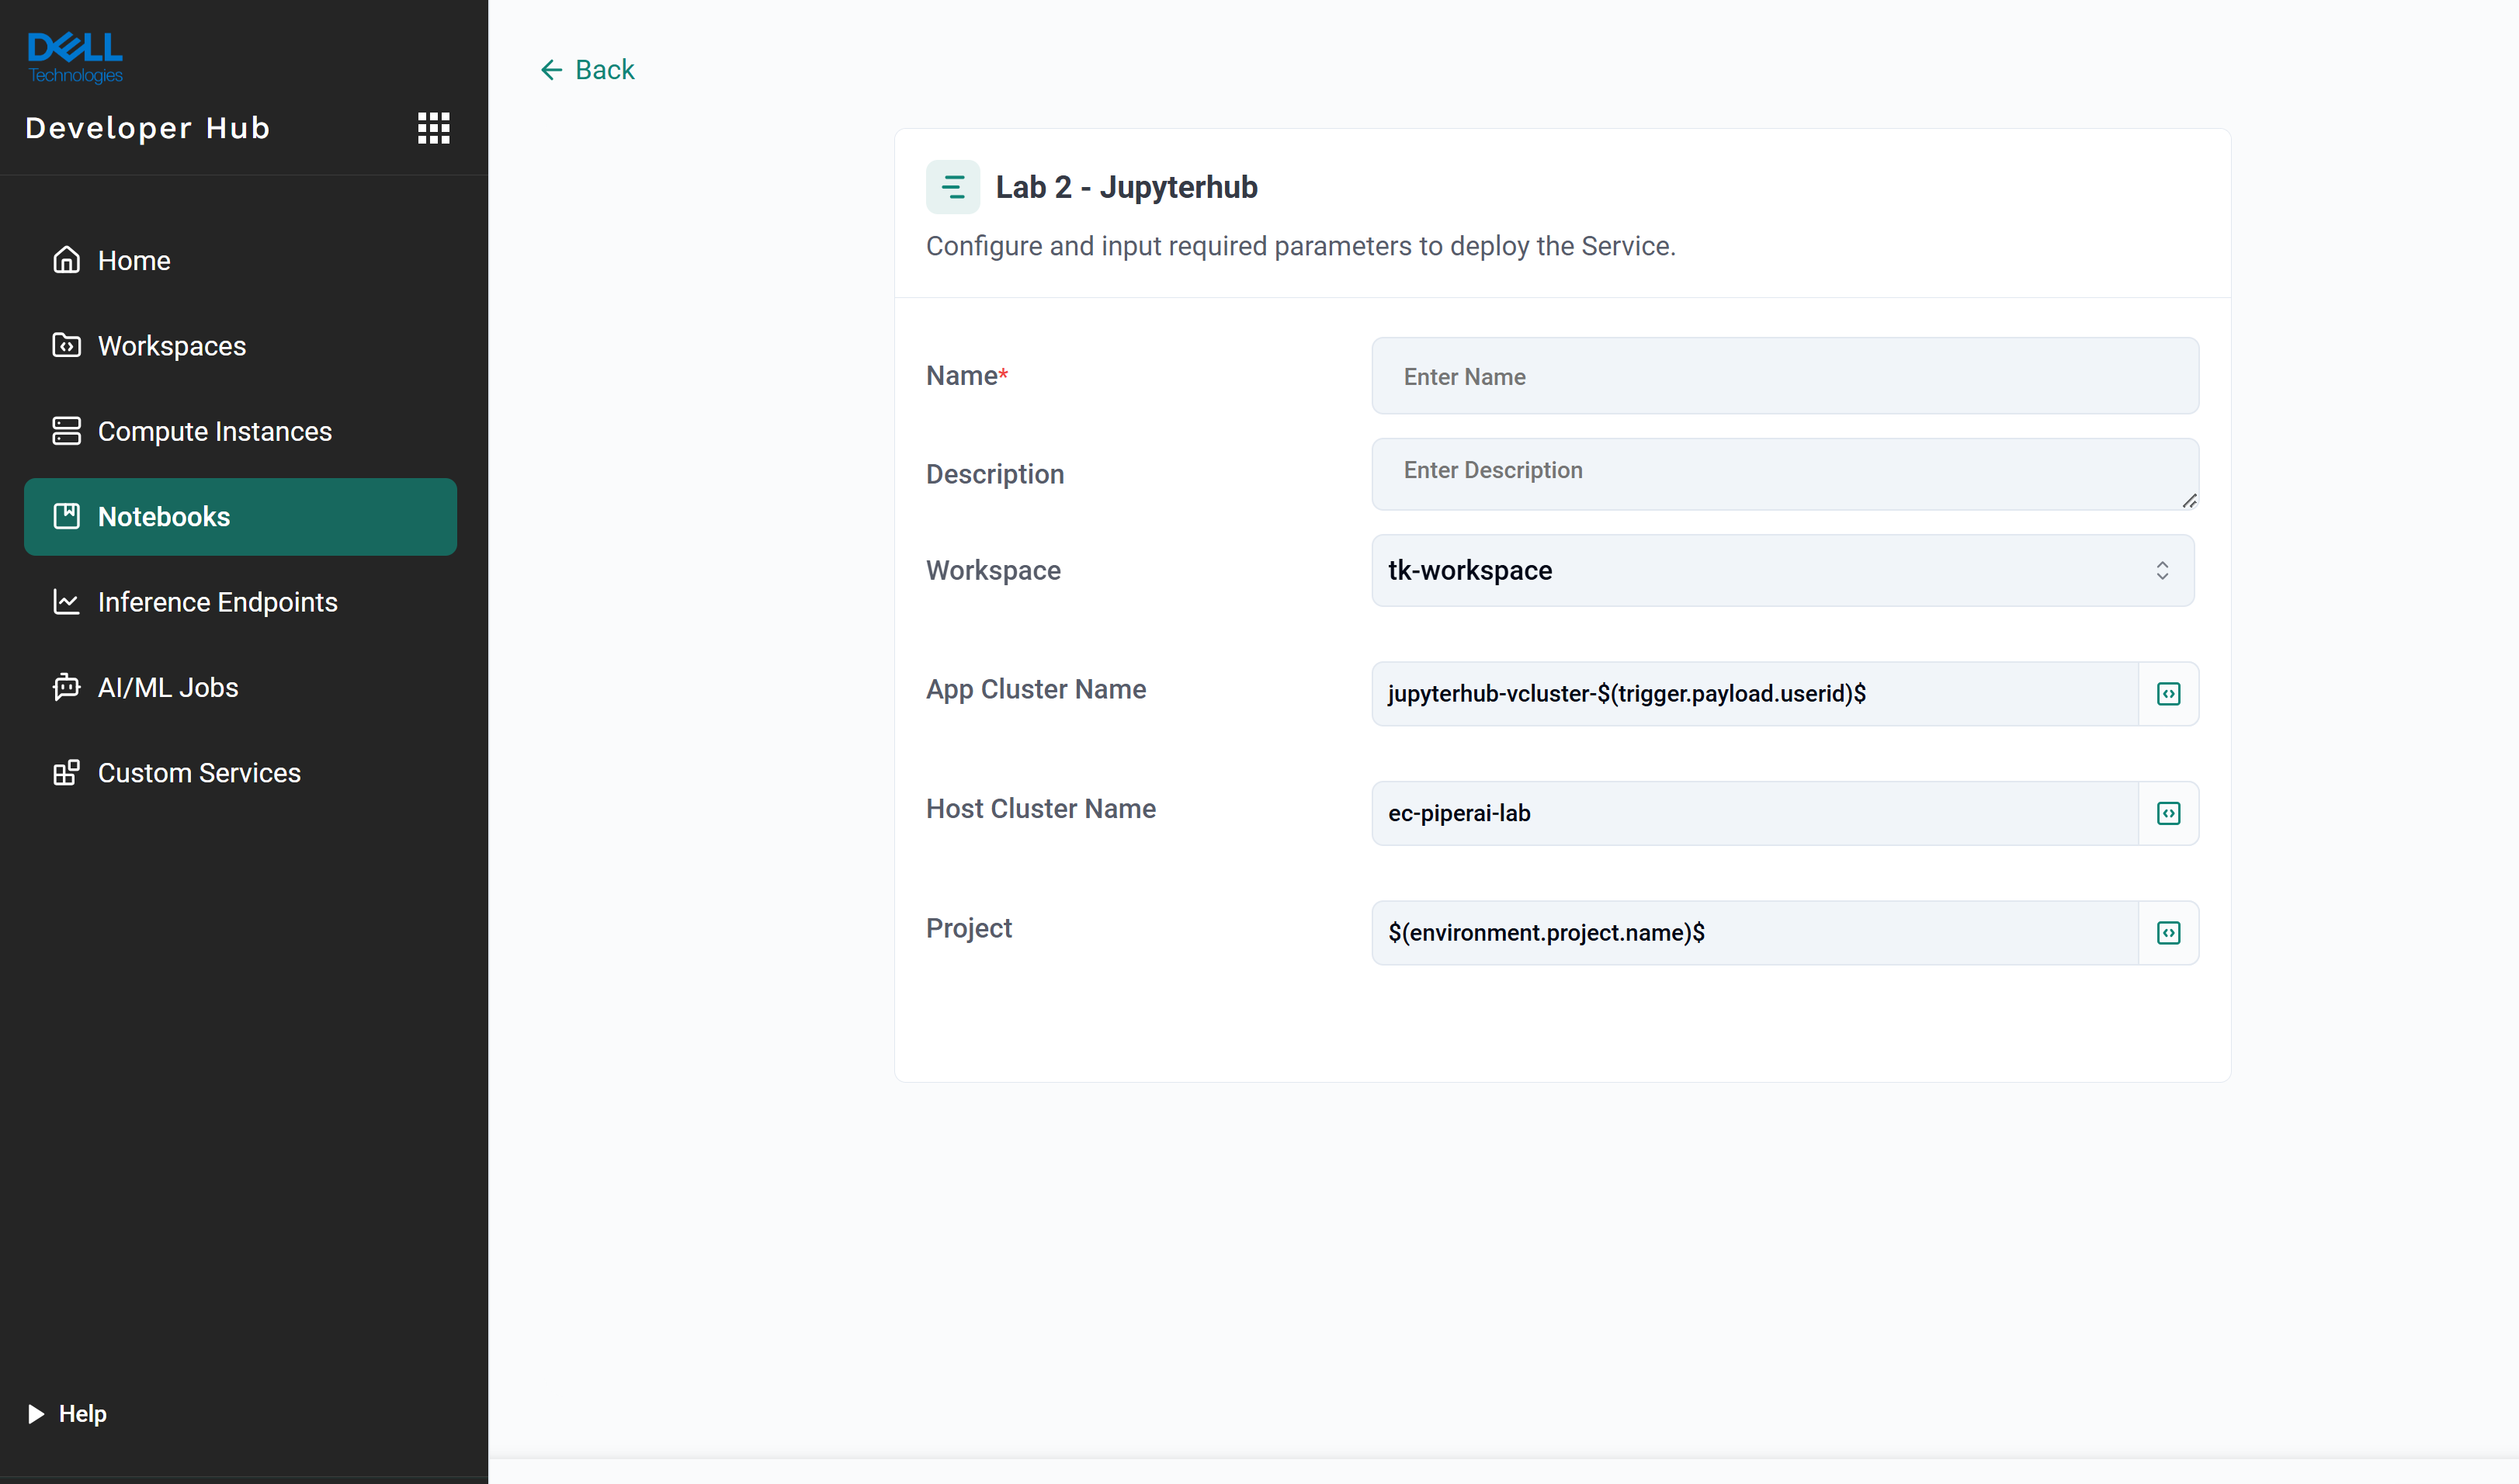 DELL
Technologies
Developer Hub
Home
Workspaces
Compute Instances
Notebooks
Inference Endpoints
AI/ML Jobs
Custom Services
Help
Back
Lab 2 - Jupyterhub
Configure and input required parameters to deploy the Service.
Name* Enter Name
Description Enter Description
Workspace tk-workspace
App Cluster Name jupyterhub-vcluster-$(trigger.payload.userid)$
Host Cluster Name ec-piperai-lab
Project $(environment.project.name)$